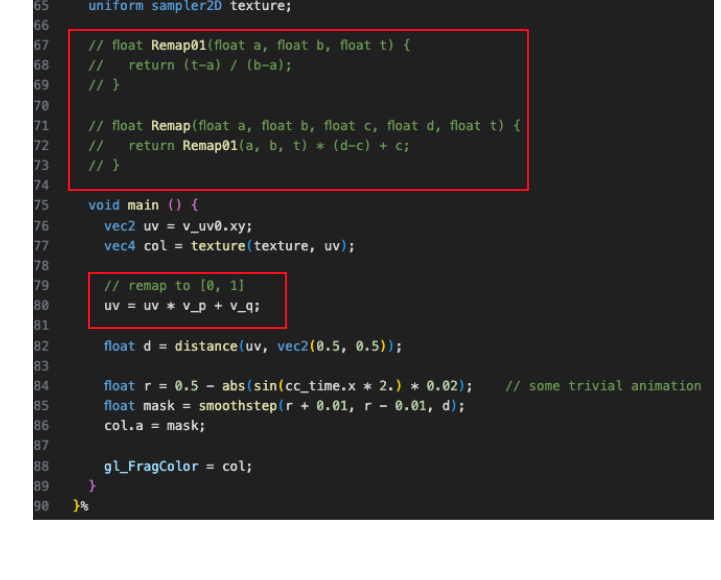 65 uniform sampler2D texture;
66
67 // float Remap01(float a, float b, float t) {
68 //   return (t-a) / (b-a);
69 // }
70
71 // float Remap(float a, float b, float c, float d, float t) {
72 //   return Remap01(a, b, t) * (d-c) + c;
73 // }
74
75 void main () {
76   vec2 uv = v_uv0.xy;
77   vec4 col = texture(texture, uv);
78
79   // remap to [0, 1]
80   uv = uv * v_p + v_q;
81
82   float d = distance(uv, vec2(0.5, 0.5));
83
84   float r = 0.5 - abs(sin(cc_time.x * 2.) * 0.02);    // some trivial animation
85   float mask = smoothstep(r + 0.01, r - 0.01, d);
86   col.a = mask;
87
88   gl_FragColor = col;
89 }
90 }%